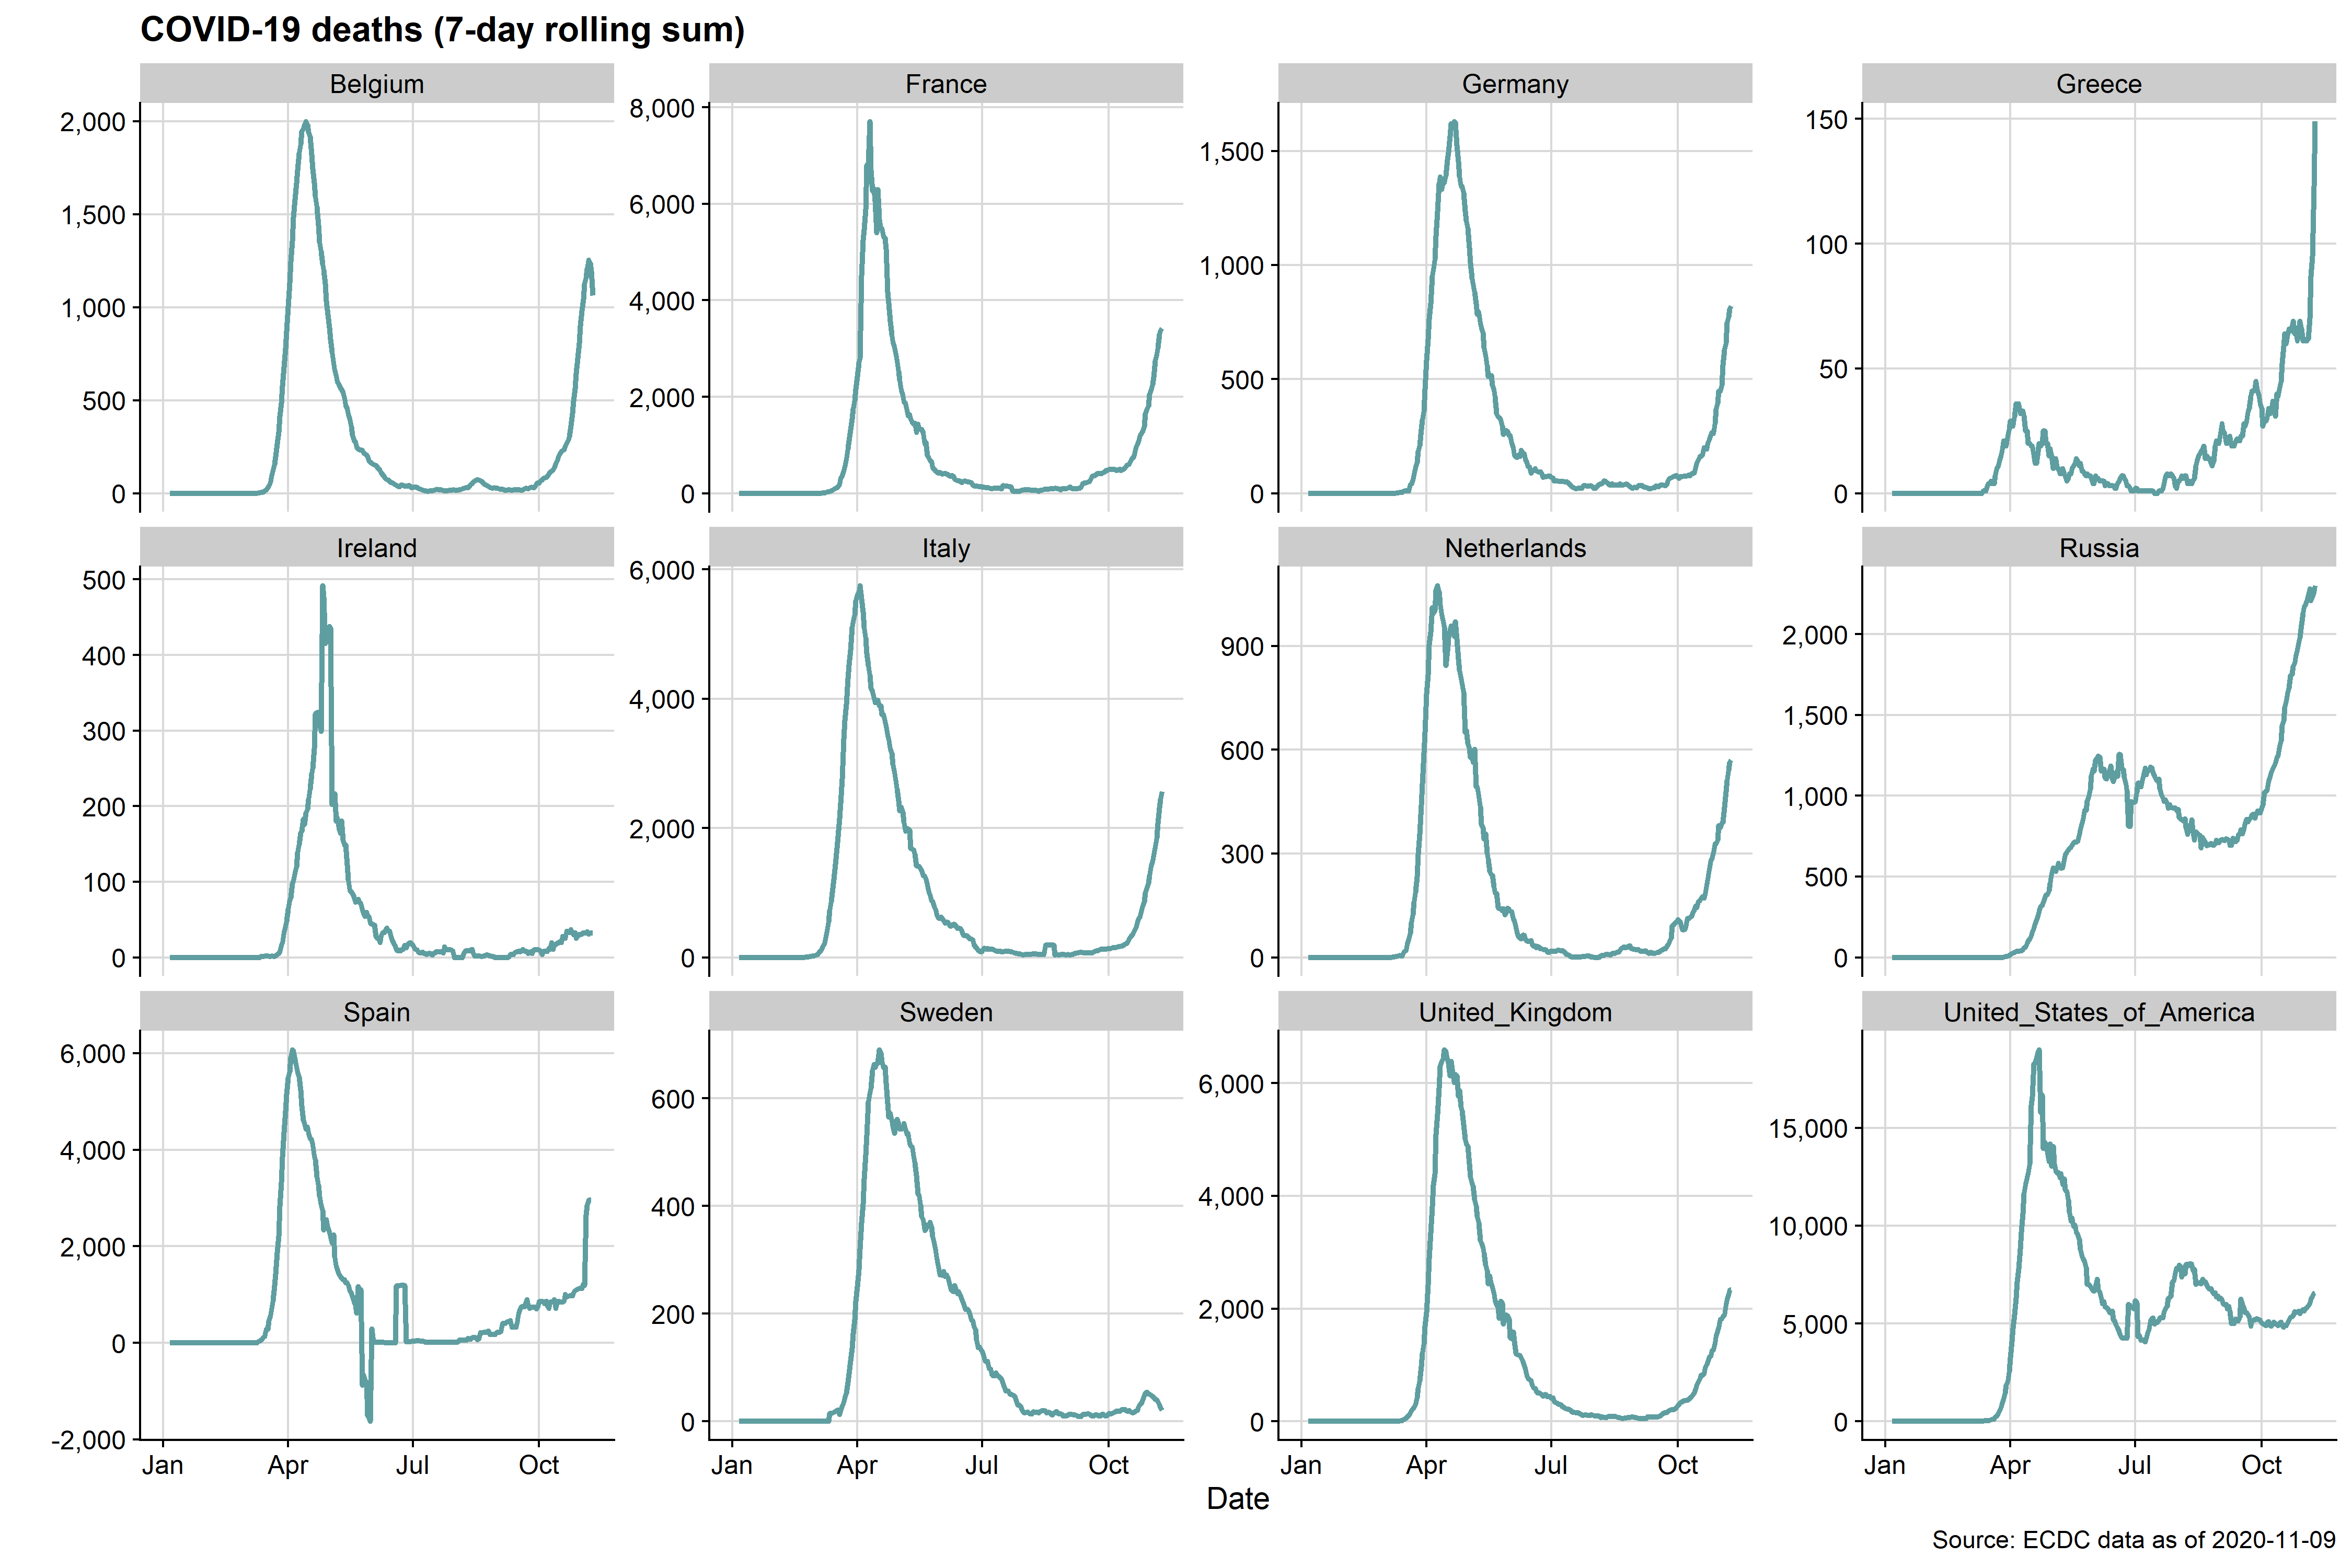 COVID-19 deaths (7-day rolling sum)
Belgium
2,000
1,500
1,000
500
0
France
8,000
6,000
4,000
2,000
0
Germany
1,500
1,000
500
0
Greece
150
100
50
0
Ireland
500
400
300
200
100
0
Italy
6,000
4,000
2,000
0
Netherlands
900
600
300
0
Russia
2,000
1,500
1,000
500
0
Spain
6,000
4,000
2,000
0
-2,000
Jan Apr Jul Oct
Sweden
600
400
200
0
Jan Apr Jul Oct
United_Kingdom
6,000
4,000
2,000
0
Jan Apr Jul Oct
United_States_of_America
15,000
10,000
5,000
0
Jan Apr Jul Oct
Date
Source: ECDC data as of 2020-11-09